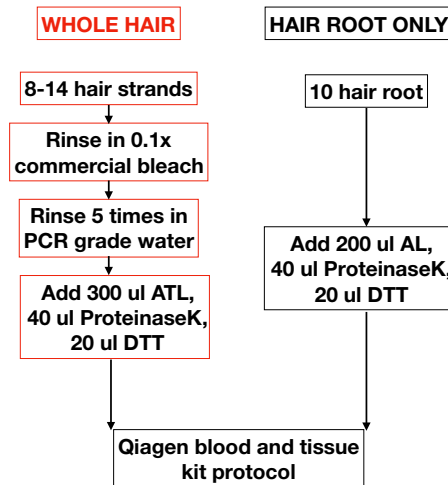 WHOLE HAIR
8-14 hair strands
Rinse in 0.1x
commercial bleach
Rinse 5 times in
PCR grade water
Add 300 ul ATL,
40 ul ProteinaseK,
20 ul DTT
HAIR ROOT ONLY
10 hair root
Add 200 ul AL,
40 ul ProteinaseK,
20 ul DTT
Qiagen blood and tissue
kit protocol